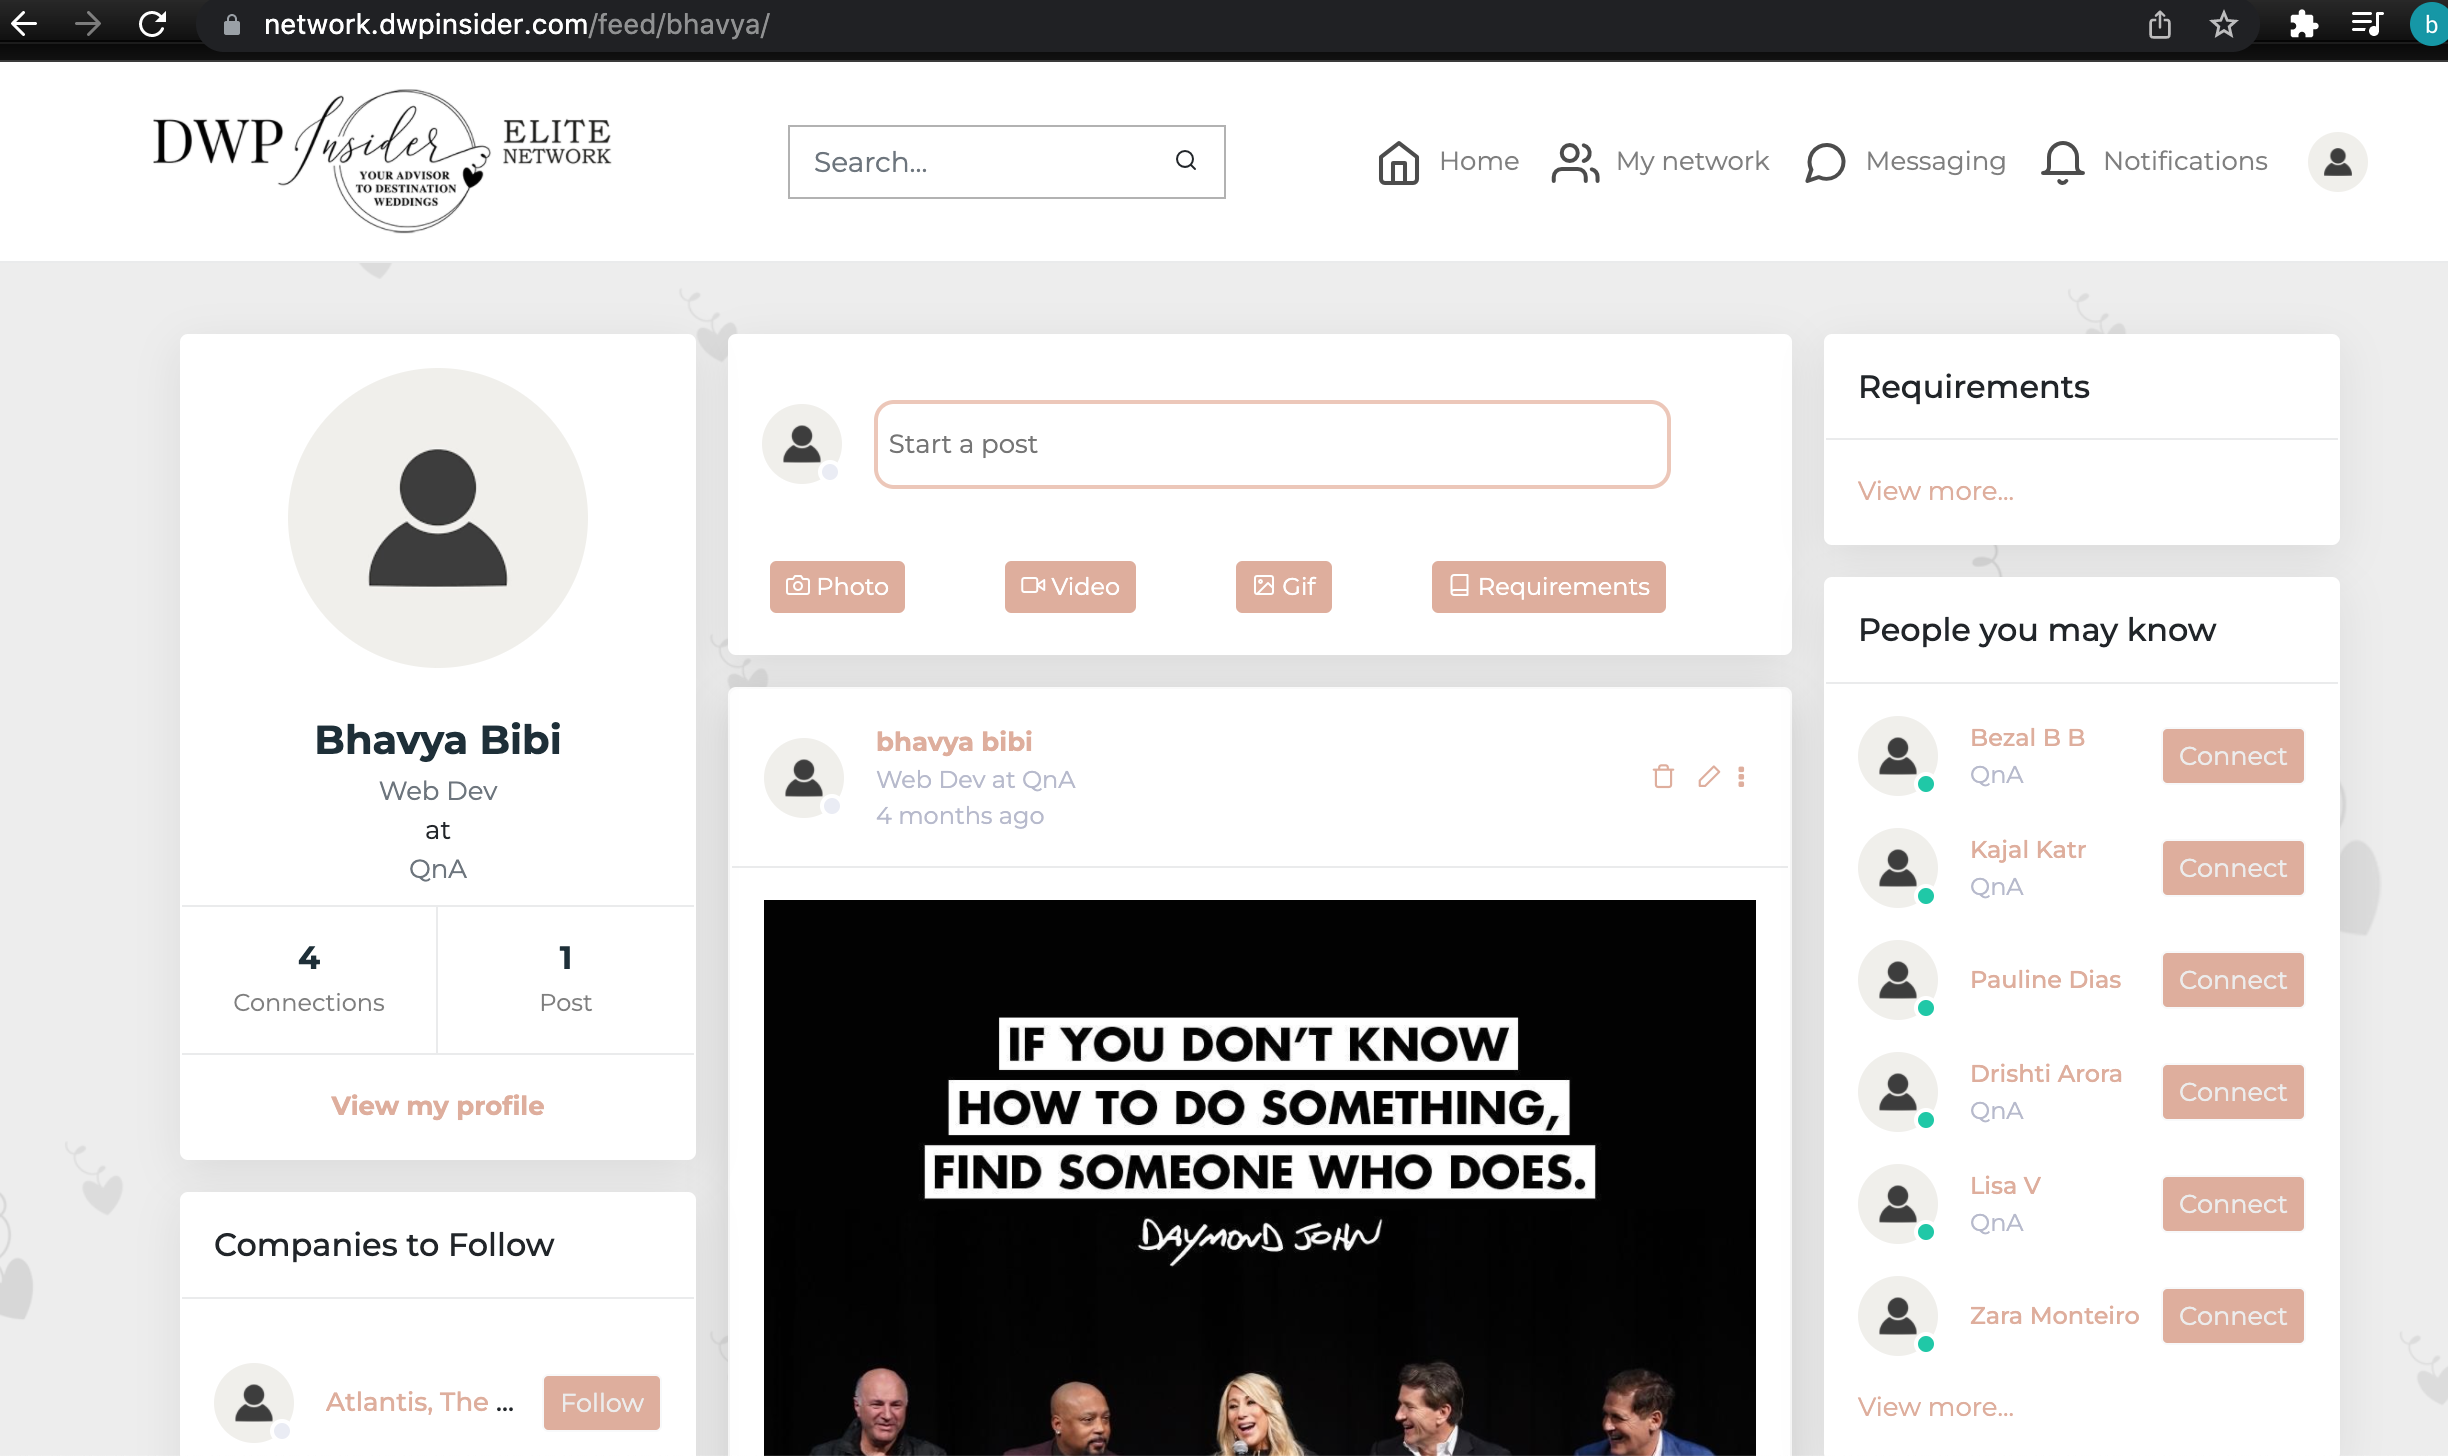 network.dwpinsider.com/feed/bhavya/
b
DWP Insider ELITE NETWORK
YOUR ADVISOR
TO DESTINATION
WEDDINGS
Search...
Home
My network
Messaging
Notifications
Bhavya Bibi
Web Dev
at
QnA
4
Connections
1
Post
View my profile
Companies to Follow
Atlantis, The ...
Follow
Start a post
Photo
Video
Gif
Requirements
bhavya bibi
Web Dev at QnA
4 months ago
IF YOU DON'T KNOW
HOW TO DO SOMETHING,
FIND SOMEONE WHO DOES.
DAYMOND JOHN
Requirements
View more...
People you may know
Bezal B B
QnA
Connect
Kajal Katr
QnA
Connect
Pauline Dias
Connect
Drishti Arora
QnA
Connect
Lisa V
QnA
Connect
Zara Monteiro
Connect
View more...